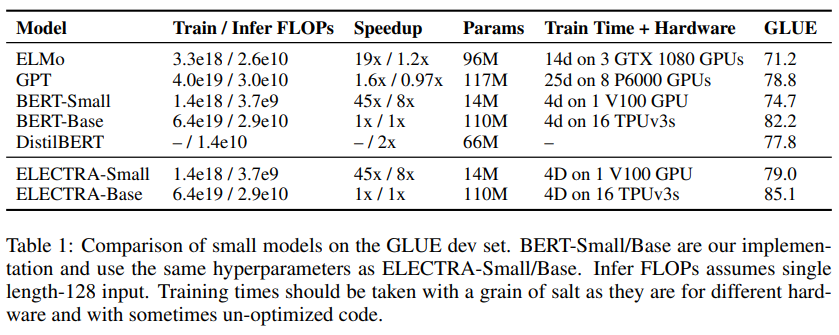 Model Train / Infer FLOPs Speedup Params Train Time + Hardware GLUE
ELMo 3.3e18 / 2.6e10 19x / 1.2x 96M 14d on 3 GTX 1080 GPUs 71.2
GPT 4.0e19 / 3.0e10 1.6x / 0.97x 117M 25d on 8 P6000 GPUs 78.8
BERT-Small 1.4e18 / 3.7e9 45x / 8x 14M 4d on 1 V100 GPU 74.7
BERT-Base 6.4e19 / 2.9e10 1x / 1x 110M 4d on 16 TPUv3s 82.2
DistilBERT – / 1.4e10 – / 2x 66M – 77.8
ELECTRA-Small 1.4e18 / 3.7e9 45x / 8x 14M 4D on 1 V100 GPU 79.0
ELECTRA-Base 6.4e19 / 2.9e10 1x / 1x 110M 4D on 16 TPUv3s 85.1
Table 1: Comparison of small models on the GLUE dev set. BERT-Small/Base are our implemen-
tation and use the same hyperparameters as ELECTRA-Small/Base. Infer FLOPs assumes single
length-128 input. Training times should be taken with a grain of salt as they are for different hard-
ware and with sometimes un-optimized code.